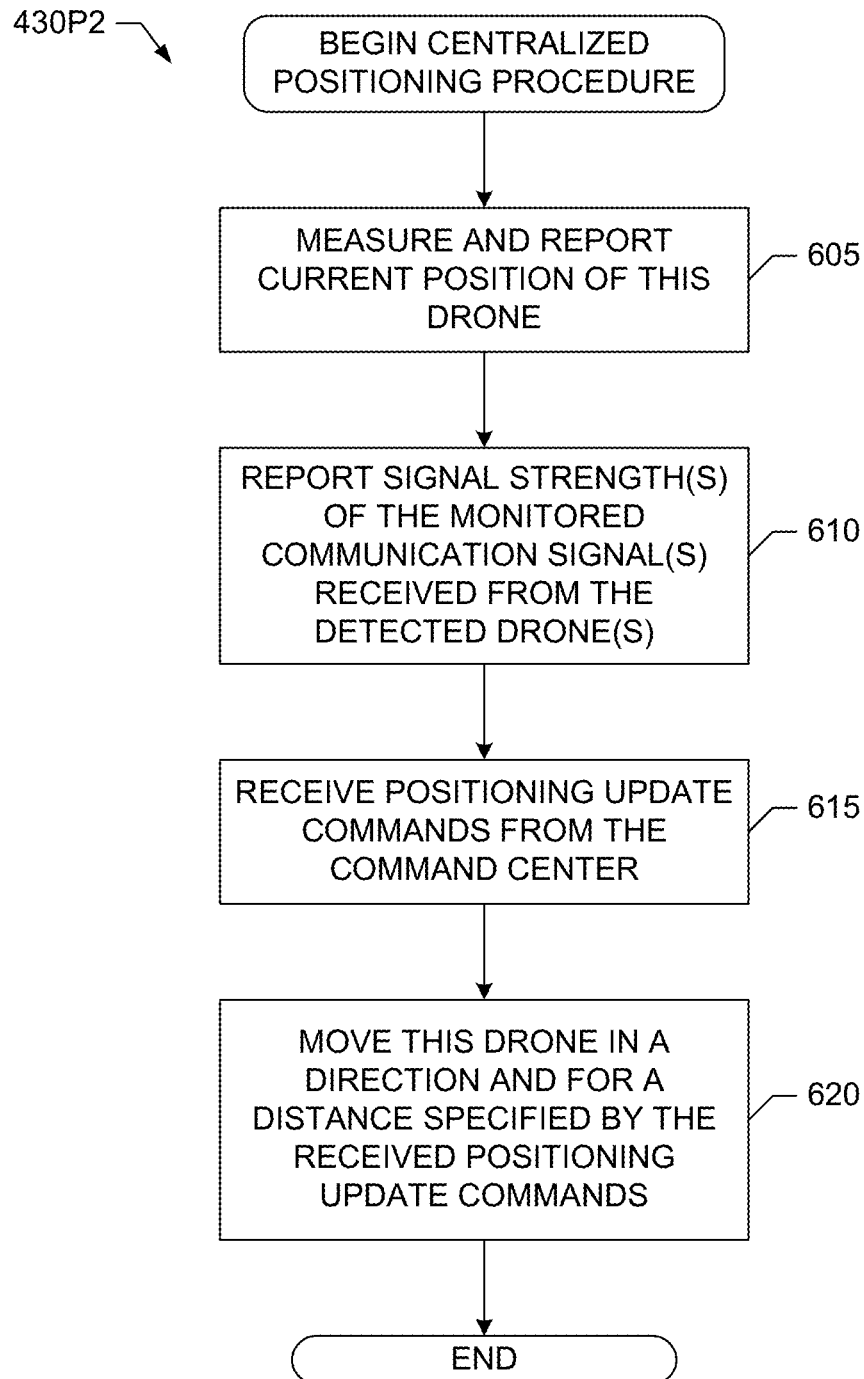 430P2
BEGIN CENTRALIZED
POSITIONING PROCEDURE
MEASURE AND REPORT
CURRENT POSITION OF THIS
DRONE
605
REPORT SIGNAL STRENGTH(S)
OF THE MONITORED
COMMUNICATION SIGNAL(S)
RECEIVED FROM THE
DETECTED DRONE(S)
610
RECEIVE POSITIONING UPDATE
COMMANDS FROM THE
COMMAND CENTER
615
MOVE THIS DRONE IN A
DIRECTION AND FOR A
DISTANCE SPECIFIED BY THE
RECEIVED POSITIONING
UPDATE COMMANDS
620
END